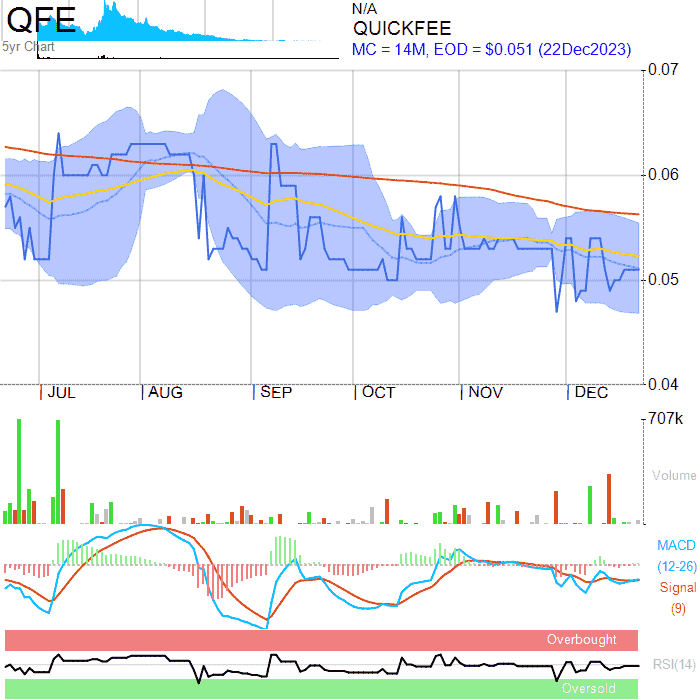 QFE
N/A
QUICKFEE
5yr Chart
MC = 14M, EOD = $0.051 (22Dec2023)
0.07
0.06
0.05
0.04
JUL
AUG
SEP
OCT
NOV
DEC
707k
Volume
MACD
(12-26)
Signal
(9)
Overbought
RSI(14)
Oversold